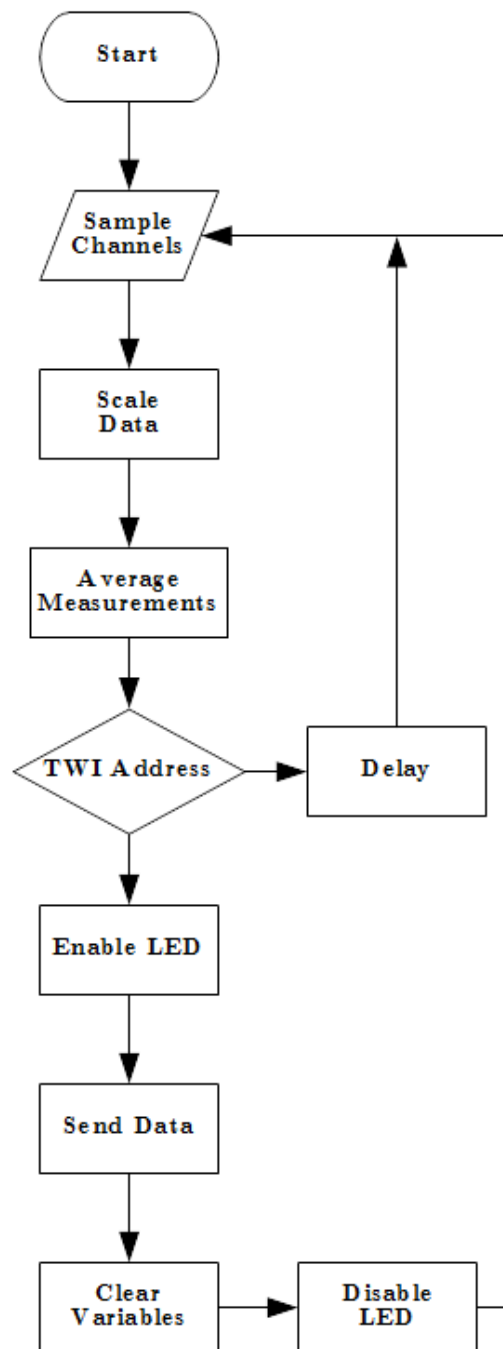 Start
Sample
Channels
Scale
Data
Average
Measurements
TWI Address
Delay
Enable LED
Send Data
Clear
Variables
Disable
LED